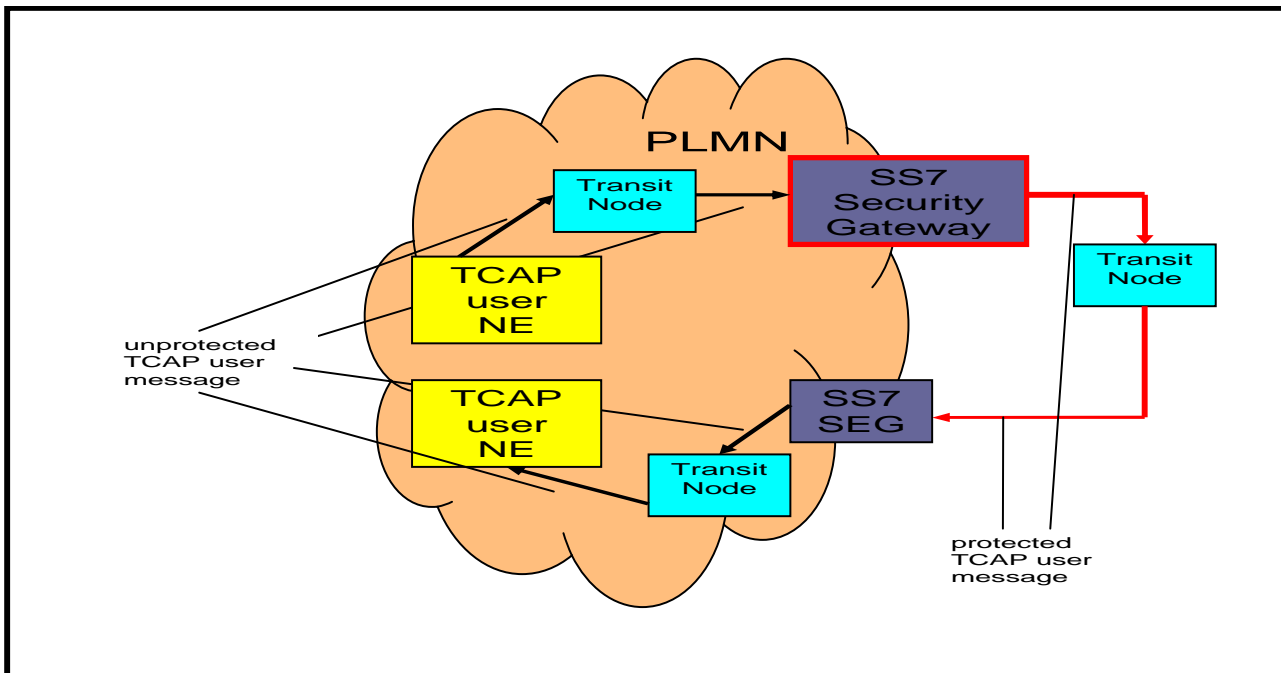 PLMN
Transit
Node
SS7
Security
Gateway
TCAP
user
NE
Transit
Node
unprotected
TCAP user
message
TCAP
user
NE
SS7
SEG
Transit
Node
protected
TCAP user
message